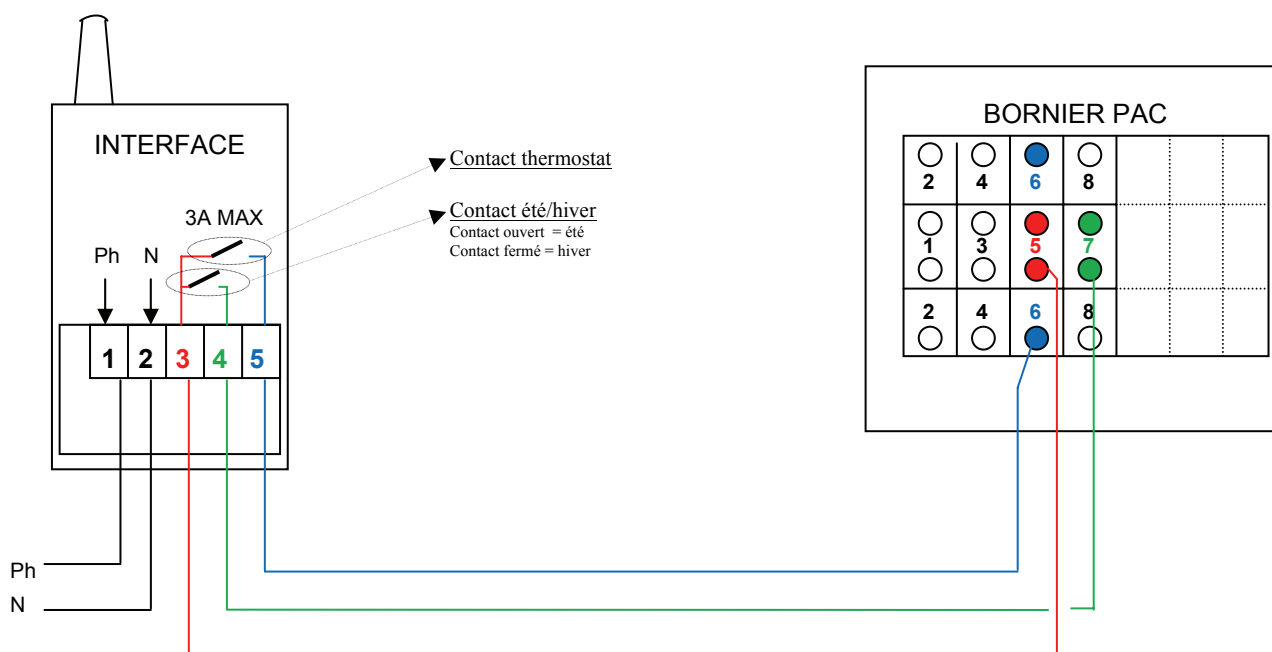 INTERFACE
3A MAX
Ph N
1 2 3 4 5
Contact thermostat
Contact été/hiver
Contact ouvert = été
Contact fermé = hiver
BORNIER PAC
2 4 6 8
1 3 5 7
2 4 6 8
Ph
N